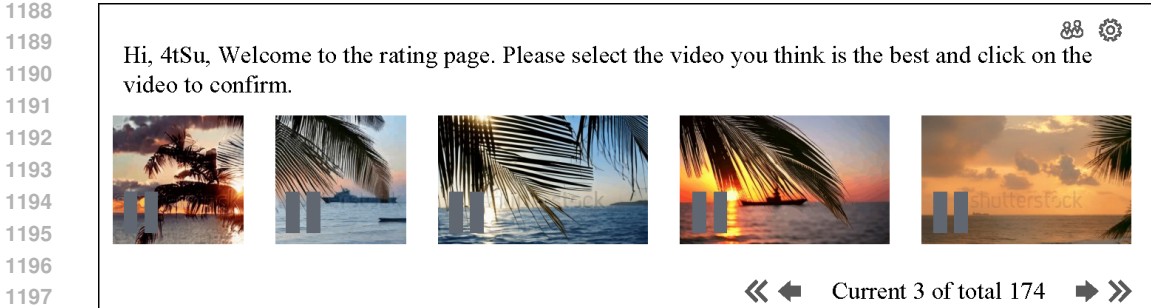 1188
1189
1190
1191
1192
1193
1194
1195
1196
1197
Hi, 4tSu, Welcome to the rating page. Please select the video you think is the best and click on the
video to confirm.
shutterstock
Current 3 of total 174